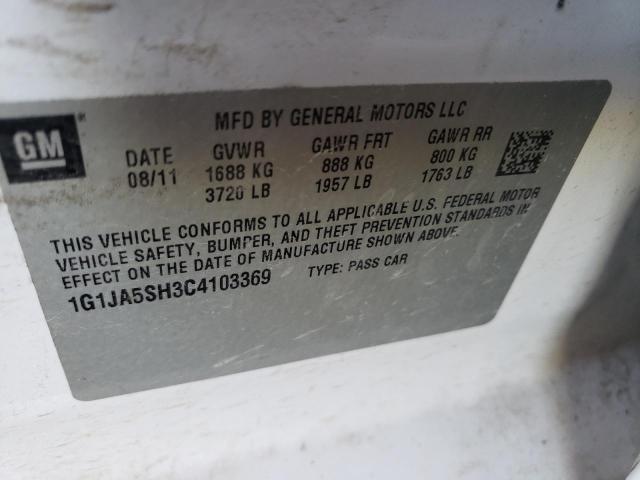 GM®
MFD BY GENERAL MOTORS LLC
DATE GVWR GAWR FRT GAWR RR
08/11 1688 KG 888 KG 800 KG
3720 LB 1957 LB 1763 LB
THIS VEHICLE CONFORMS TO ALL APPLICABLE U.S. FEDERAL MOTOR
VEHICLE SAFETY, BUMPER, AND THEFT PREVENTION STANDARDS IN
EFFECT ON THE DATE OF MANUFACTURE SHOWN ABOVE.
1G1JA5SH3C4103369 TYPE: PASS CAR